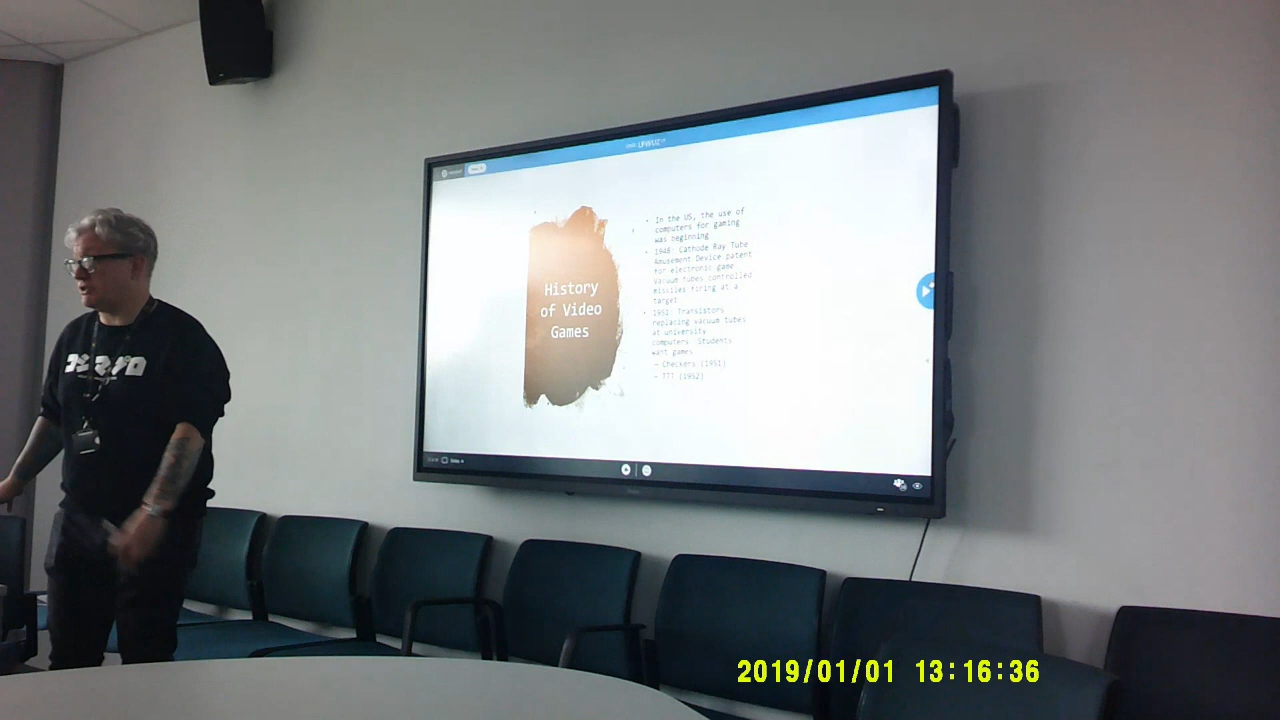 History
of Video
Games
• In the US, the use of
computers for gaming
was beginning
• 1948: Cathode Ray Tube
Amusement Device patent
for electronic game
Vacuum tubes controlled
missiles firing at a
target
• 1951: Transistors
replacing vacuum tubes
at university
computers. Students
want games
– Checkers (1951)
– TTT (1952)
2019/01/01 13:16:36